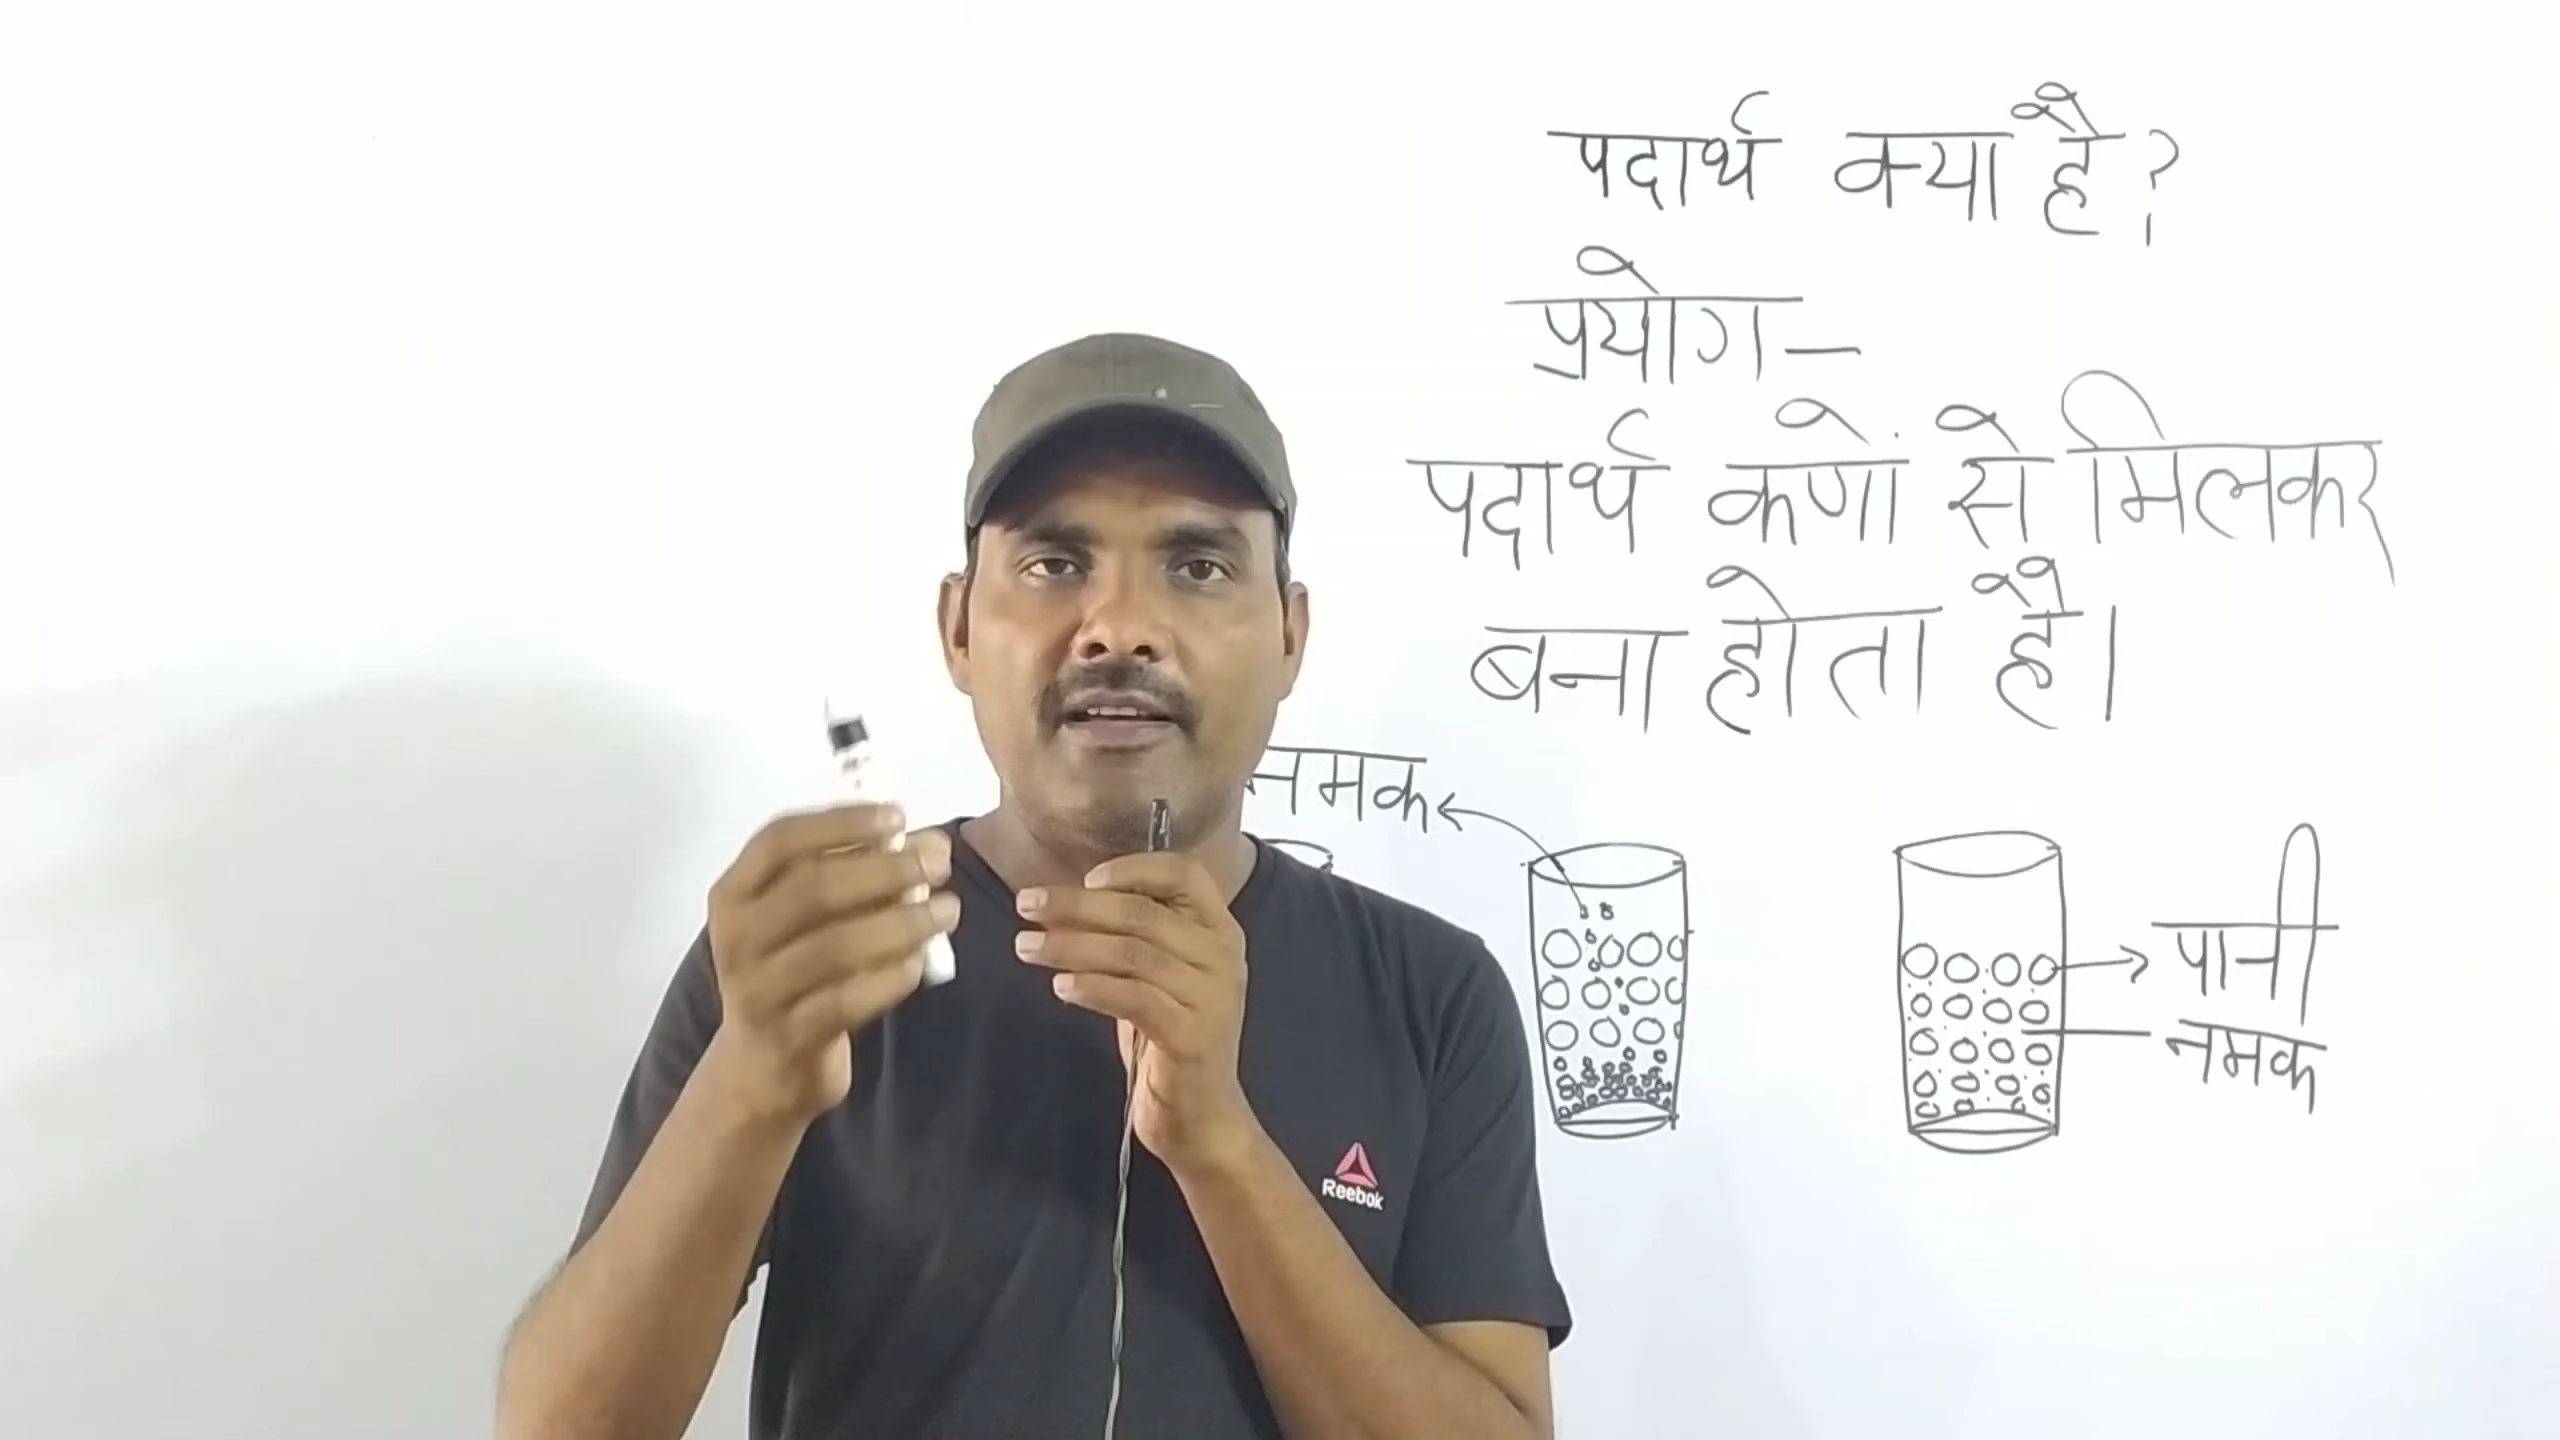 पदार्थ क्या है?
प्रयोग-
पदार्थ कणों से मिलकर
बना होता है।
नमक
पानी
नमक
Reebok